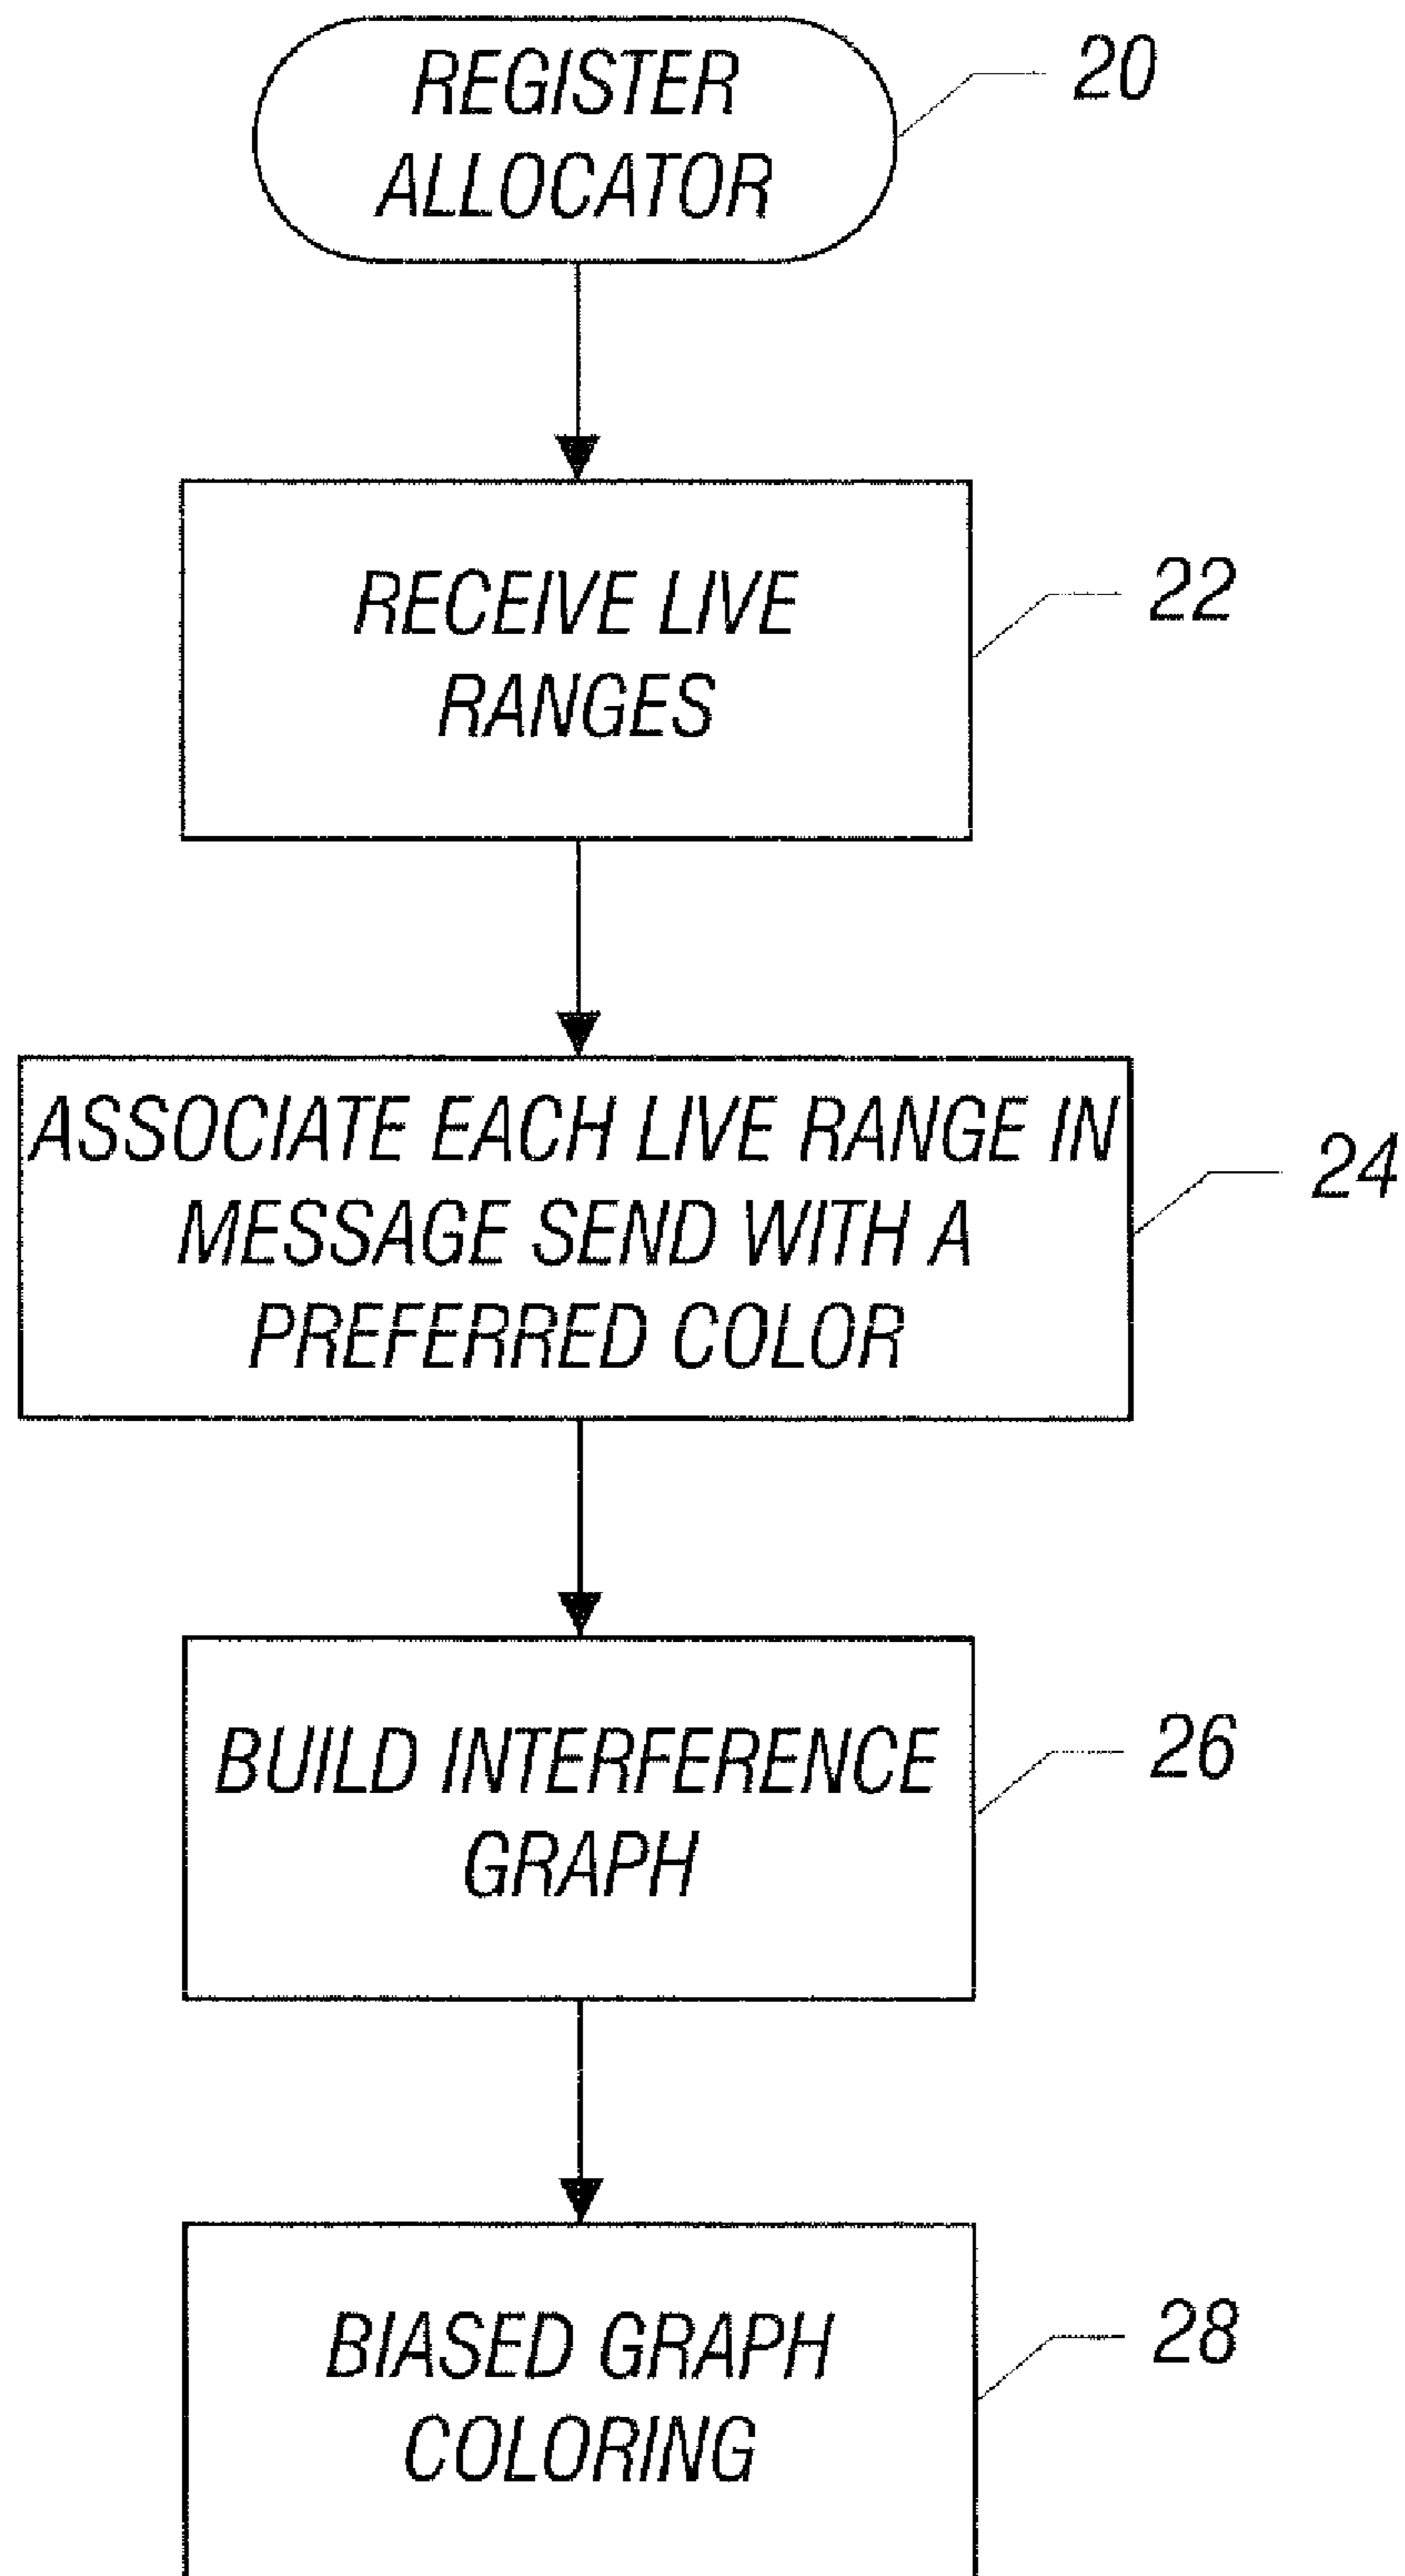 REGISTER
ALLOCATOR
20
RECEIVE LIVE
RANGES
22
ASSOCIATE EACH LIVE RANGE IN
MESSAGE SEND WITH A
PREFERRED COLOR
24
BUILD INTERFERENCE
GRAPH
26
BIASED GRAPH
COLORING
28